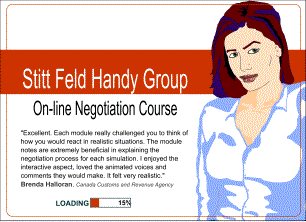 Stitt Feld Handy Group
On-line Negotiation Course
"Excellent. Each module really challenged you to think of
how you would react in realistic situations. The module
notes are extremely beneficial in explaining the
negotiation process for each simulation. I enjoyed the
interactive aspect, loved the animated voices and
comments they would make. It felt very realistic."
Brenda Halloran, Canada Customs and Revenue Agency
LOADING 15%